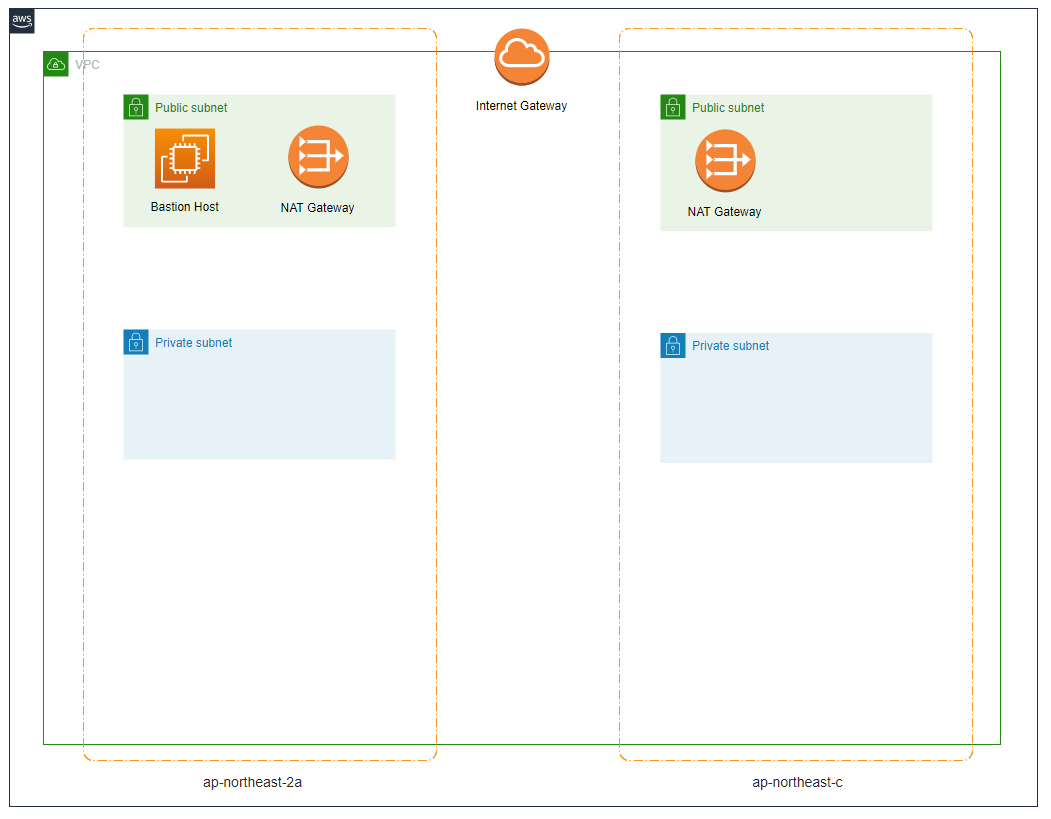 aws
VPC
Internet Gateway
Public subnet
Bastion Host
NAT Gateway
Public subnet
NAT Gateway
Private subnet
Private subnet
ap-northeast-2a
ap-northeast-c